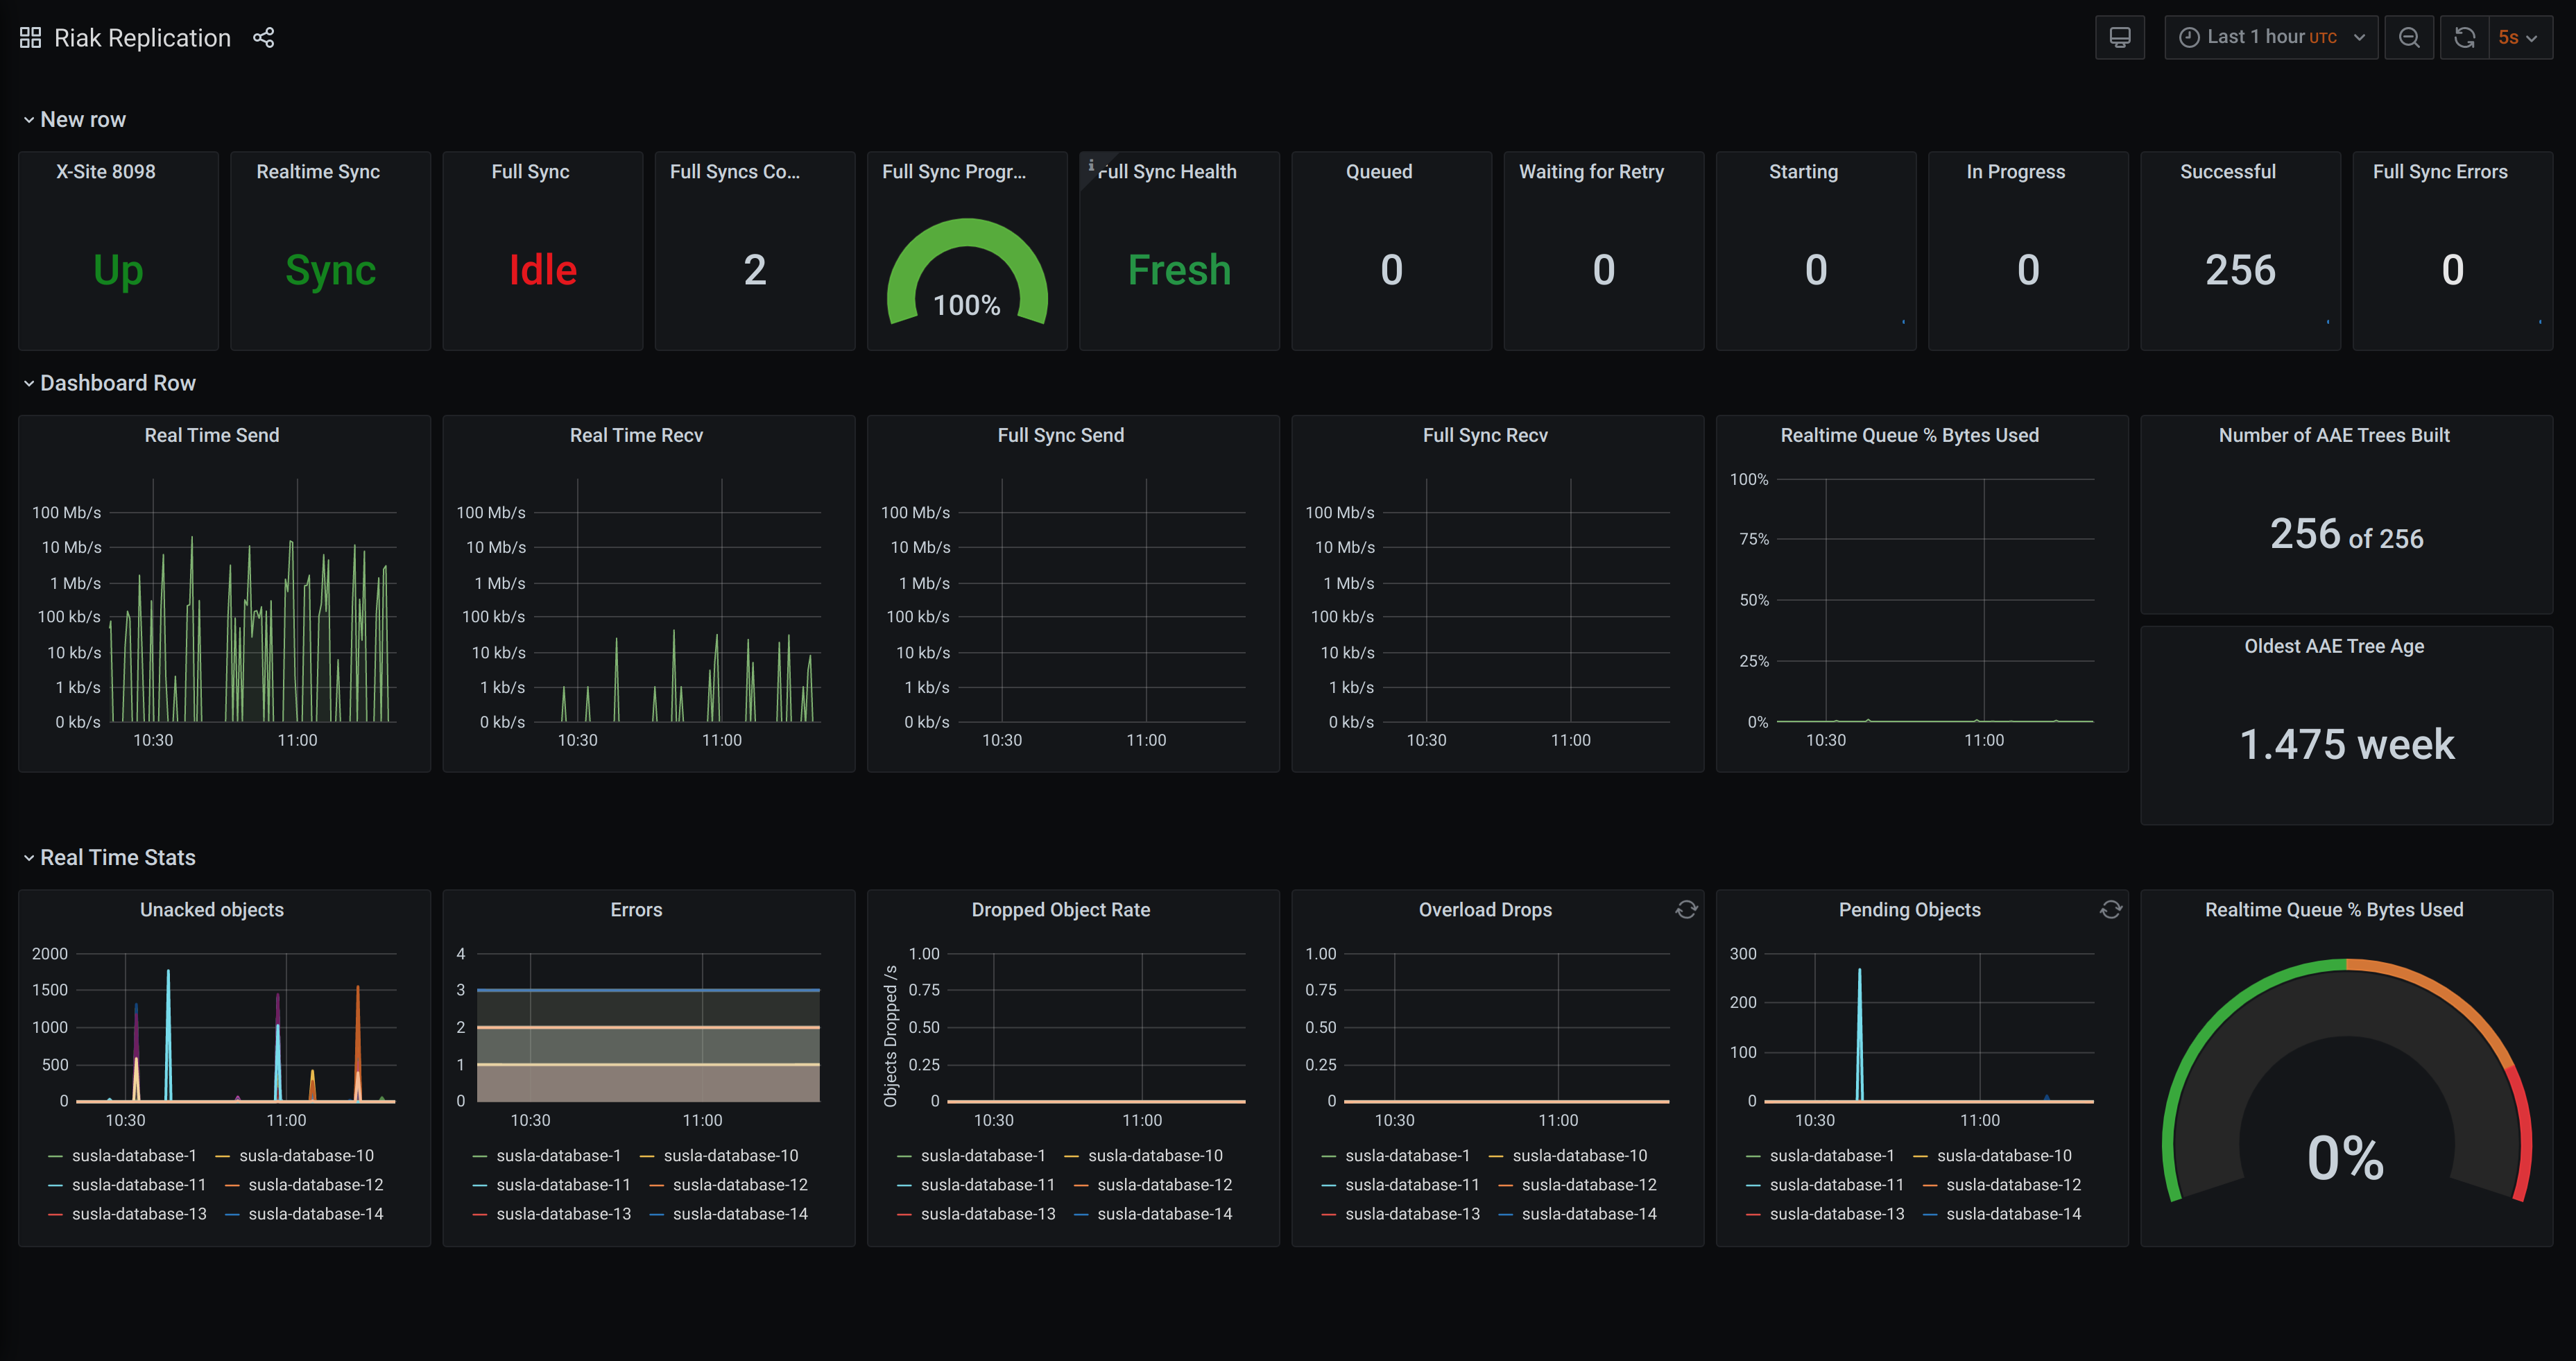 Riak Replication
Last 1 hour UTC
5s
New row
X-Site 8098
Up
Realtime Sync
Sync
Full Sync
Idle
Full Syncs Co...
2
Full Sync Progr...
100%
i
Full Sync Health
Fresh
Queued
0
Waiting for Retry
0
Starting
0
In Progress
0
Successful
256
Full Sync Errors
0
Dashboard Row
Real Time Send
100 Mb/s
10 Mb/s
1 Mb/s
100 kb/s
10 kb/s
1 kb/s
0 kb/s
10:30 11:00
Real Time Recv
100 Mb/s
10 Mb/s
1 Mb/s
100 kb/s
10 kb/s
1 kb/s
0 kb/s
10:30 11:00
Full Sync Send
100 Mb/s
10 Mb/s
1 Mb/s
100 kb/s
10 kb/s
1 kb/s
0 kb/s
10:30 11:00
Full Sync Recv
100 Mb/s
10 Mb/s
1 Mb/s
100 kb/s
10 kb/s
1 kb/s
0 kb/s
10:30 11:00
Realtime Queue % Bytes Used
100%
75%
50%
25%
0%
10:30 11:00
Number of AAE Trees Built
256 of 256
Oldest AAE Tree Age
1.475 week
Real Time Stats
Unacked objects
2000
1500
1000
500
0
10:30 11:00
susla-database-1 susla-database-10
susla-database-11 susla-database-12
susla-database-13 susla-database-14
Errors
4
3
2
1
0
10:30 11:00
susla-database-1 susla-database-10
susla-database-11 susla-database-12
susla-database-13 susla-database-14
Dropped Object Rate
Objects Dropped /s
1.00
0.75
0.50
0.25
0
10:30 11:00
susla-database-1 susla-database-10
susla-database-11 susla-database-12
susla-database-13 susla-database-14
Overload Drops
1.00
0.75
0.50
0.25
0
10:30 11:00
susla-database-1 susla-database-10
susla-database-11 susla-database-12
susla-database-13 susla-database-14
Pending Objects
300
200
100
0
10:30 11:00
susla-database-1 susla-database-10
susla-database-11 susla-database-12
susla-database-13 susla-database-14
Realtime Queue % Bytes Used
0%